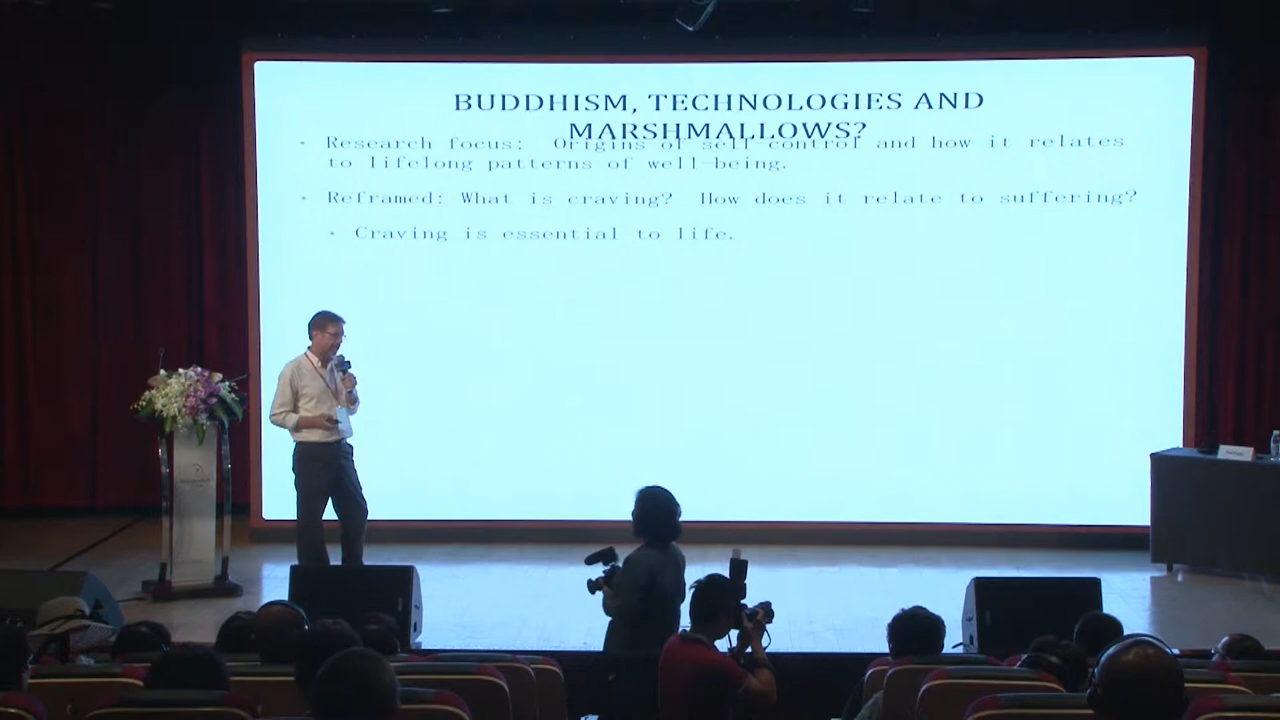 BUDDHISM, TECHNOLOGIES AND
MARSHMALLOWS?
- Research focus: Origins of self-control and how it relates
to lifelong patterns of well-being.
- Reframed: What is craving? How does it relate to suffering?
- Craving is essential to life.